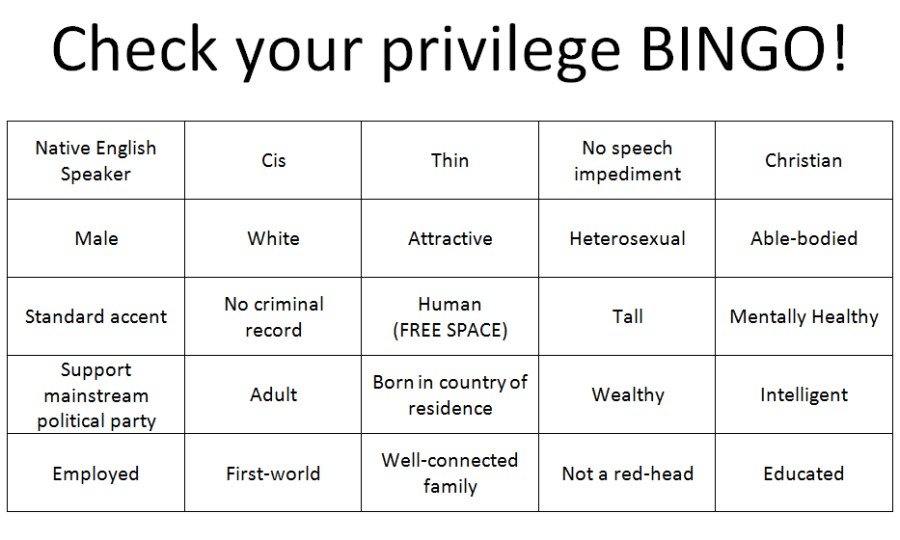 Check your privilege BINGO!
Native English
Speaker
Cis
Thin
No speech
impediment
Christian
Male
White
Attractive
Heterosexual
Able-bodied
Standard accent
No criminal
record
Human
(FREE SPACE)
Tall
Mentally Healthy
Support
mainstream
political party
Adult
Born in country of
residence
Wealthy
Intelligent
Employed
First-world
Well-connected
family
Not a red-head
Educated